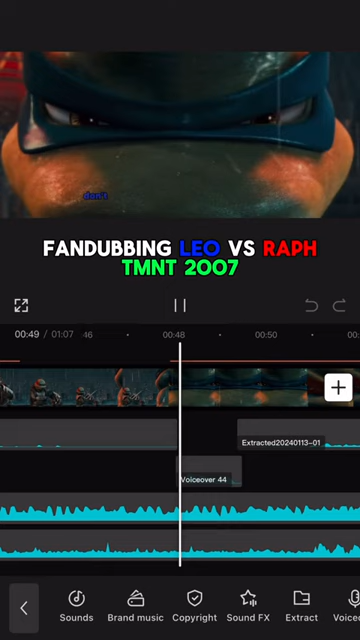 don't
FANDUBBING LEO VS RAPH
TMNT 2007
00:49 / 01:07
:46
00:48
00:50
Extracted20240113-01
Voiceover 44
Sounds
Brand music
Copyright
Sound FX
Extract